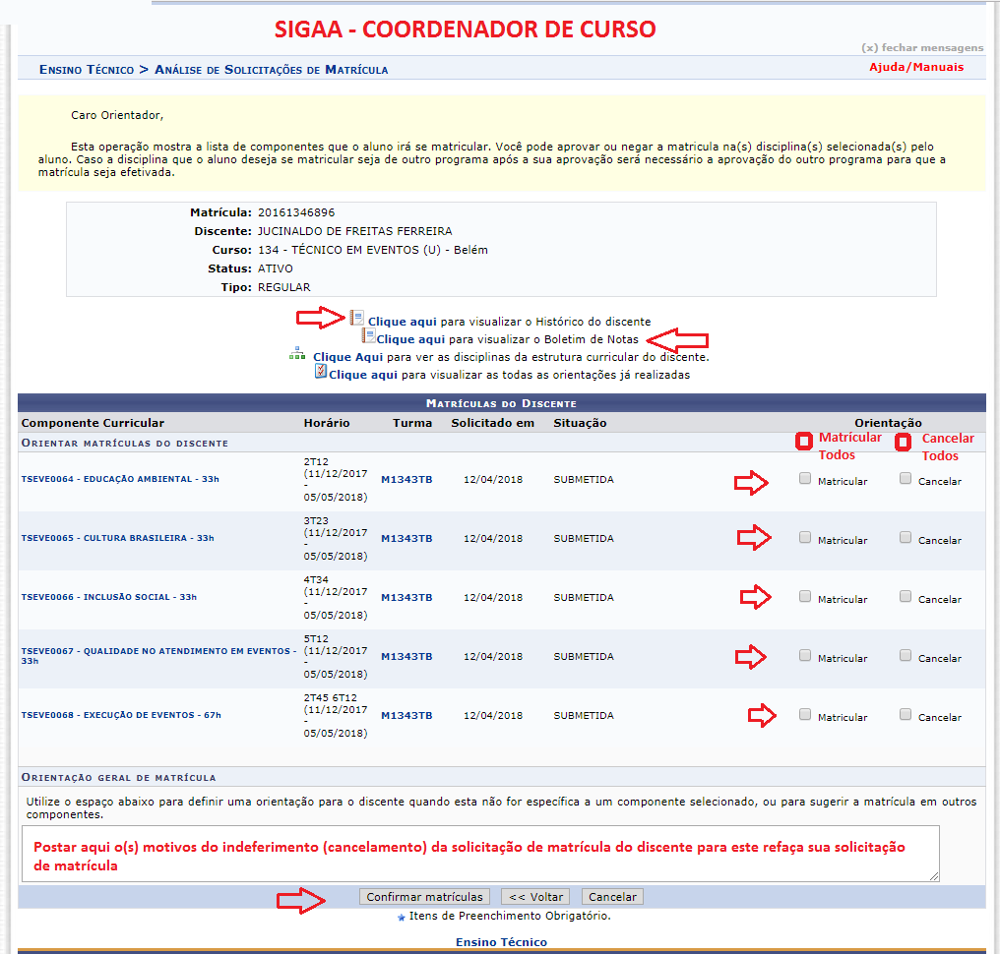 SIGAA - COORDENADOR DE CURSO
(x) fechar mensagens
Ensino Técnico > Análise de Solicitações de Matrícula
Ajuda/Manuais
Caro Orientador,
Esta operação mostra a lista de componentes que o aluno irá se matricular. Você pode aprovar ou negar a matricula na(s) disciplina(s) selecionada(s) pelo
aluno. Caso a disciplina que o aluno deseja se matricular seja de outro programa após a sua aprovação será necessário a aprovação do outro programa para que a
matrícula seja efetivada.
Matrícula: 20161346896
Discente: JUCINALDO DE FREITAS FERREIRA
Curso: 134 - TÉCNICO EM EVENTOS (U) - Belém
Status: ATIVO
Tipo: REGULAR
Clique aqui para visualizar o Histórico do discente
Clique aqui para visualizar o Boletim de Notas
Clique Aqui para ver as disciplinas da estrutura curricular do discente.
Clique aqui para visualizar as todas as orientações já realizadas
Matrículas do Discente
Componente Curricular Horário Turma Solicitado em Situação Orientação
Orientar matrículas do discente
Matrícular Cancelar
Todos Todos
2T12
(11/12/2017
TSEVE0064 - EDUCAÇÃO AMBIENTAL - 33h - M1343TB 12/04/2018 SUBMETIDA Matricular Cancelar
05/05/2018)
3T23
(11/12/2017
TSEVE0065 - CULTURA BRASILEIRA - 33h - M1343TB 12/04/2018 SUBMETIDA Matricular Cancelar
05/05/2018)
4T34
(11/12/2017
TSEVE0066 - INCLUSÃO SOCIAL - 33h - M1343TB 12/04/2018 SUBMETIDA Matricular Cancelar
05/05/2018)
5T12
TSEVE0067 - QUALIDADE NO ATENDIMENTO EM EVENTOS - (11/12/2017
33h - M1343TB 12/04/2018 SUBMETIDA Matricular Cancelar
05/05/2018)
2T45 6T12
(11/12/2017
TSEVE0068 - EXECUÇÃO DE EVENTOS - 67h - M1343TB 12/04/2018 SUBMETIDA Matricular Cancelar
05/05/2018)
Orientação geral de matrícula
Utilize o espaço abaixo para definir uma orientação para o discente quando esta não for específica a um componente selecionado, ou para sugerir a matrícula em outros
componentes.
Postar aqui o(s) motivos do indeferimento (cancelamento) da solicitação de matrícula do discente para este refaça sua solicitação
de matrícula
Confirmar matrículas << Voltar Cancelar
Itens de Preenchimento Obrigatório.
Ensino Técnico